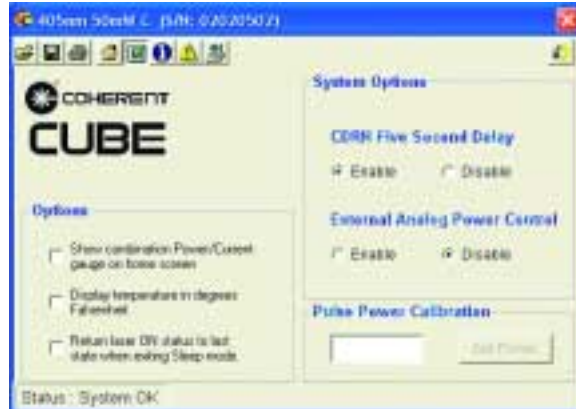 405nm 50mW C (S/N: 02020502)
COHERENT
CUBE
System Options
CDRH Five Second Delay
Enable Disable
External Analog Power Control
Enable Disable
Options
Show combination Power/Current
gauge on home screen
Display temperature in degrees
Fahrenheit
Return laser ON status to last
state when exiting Sleep mode.
Pulse Power Calibration
Set Power
Status : System OK